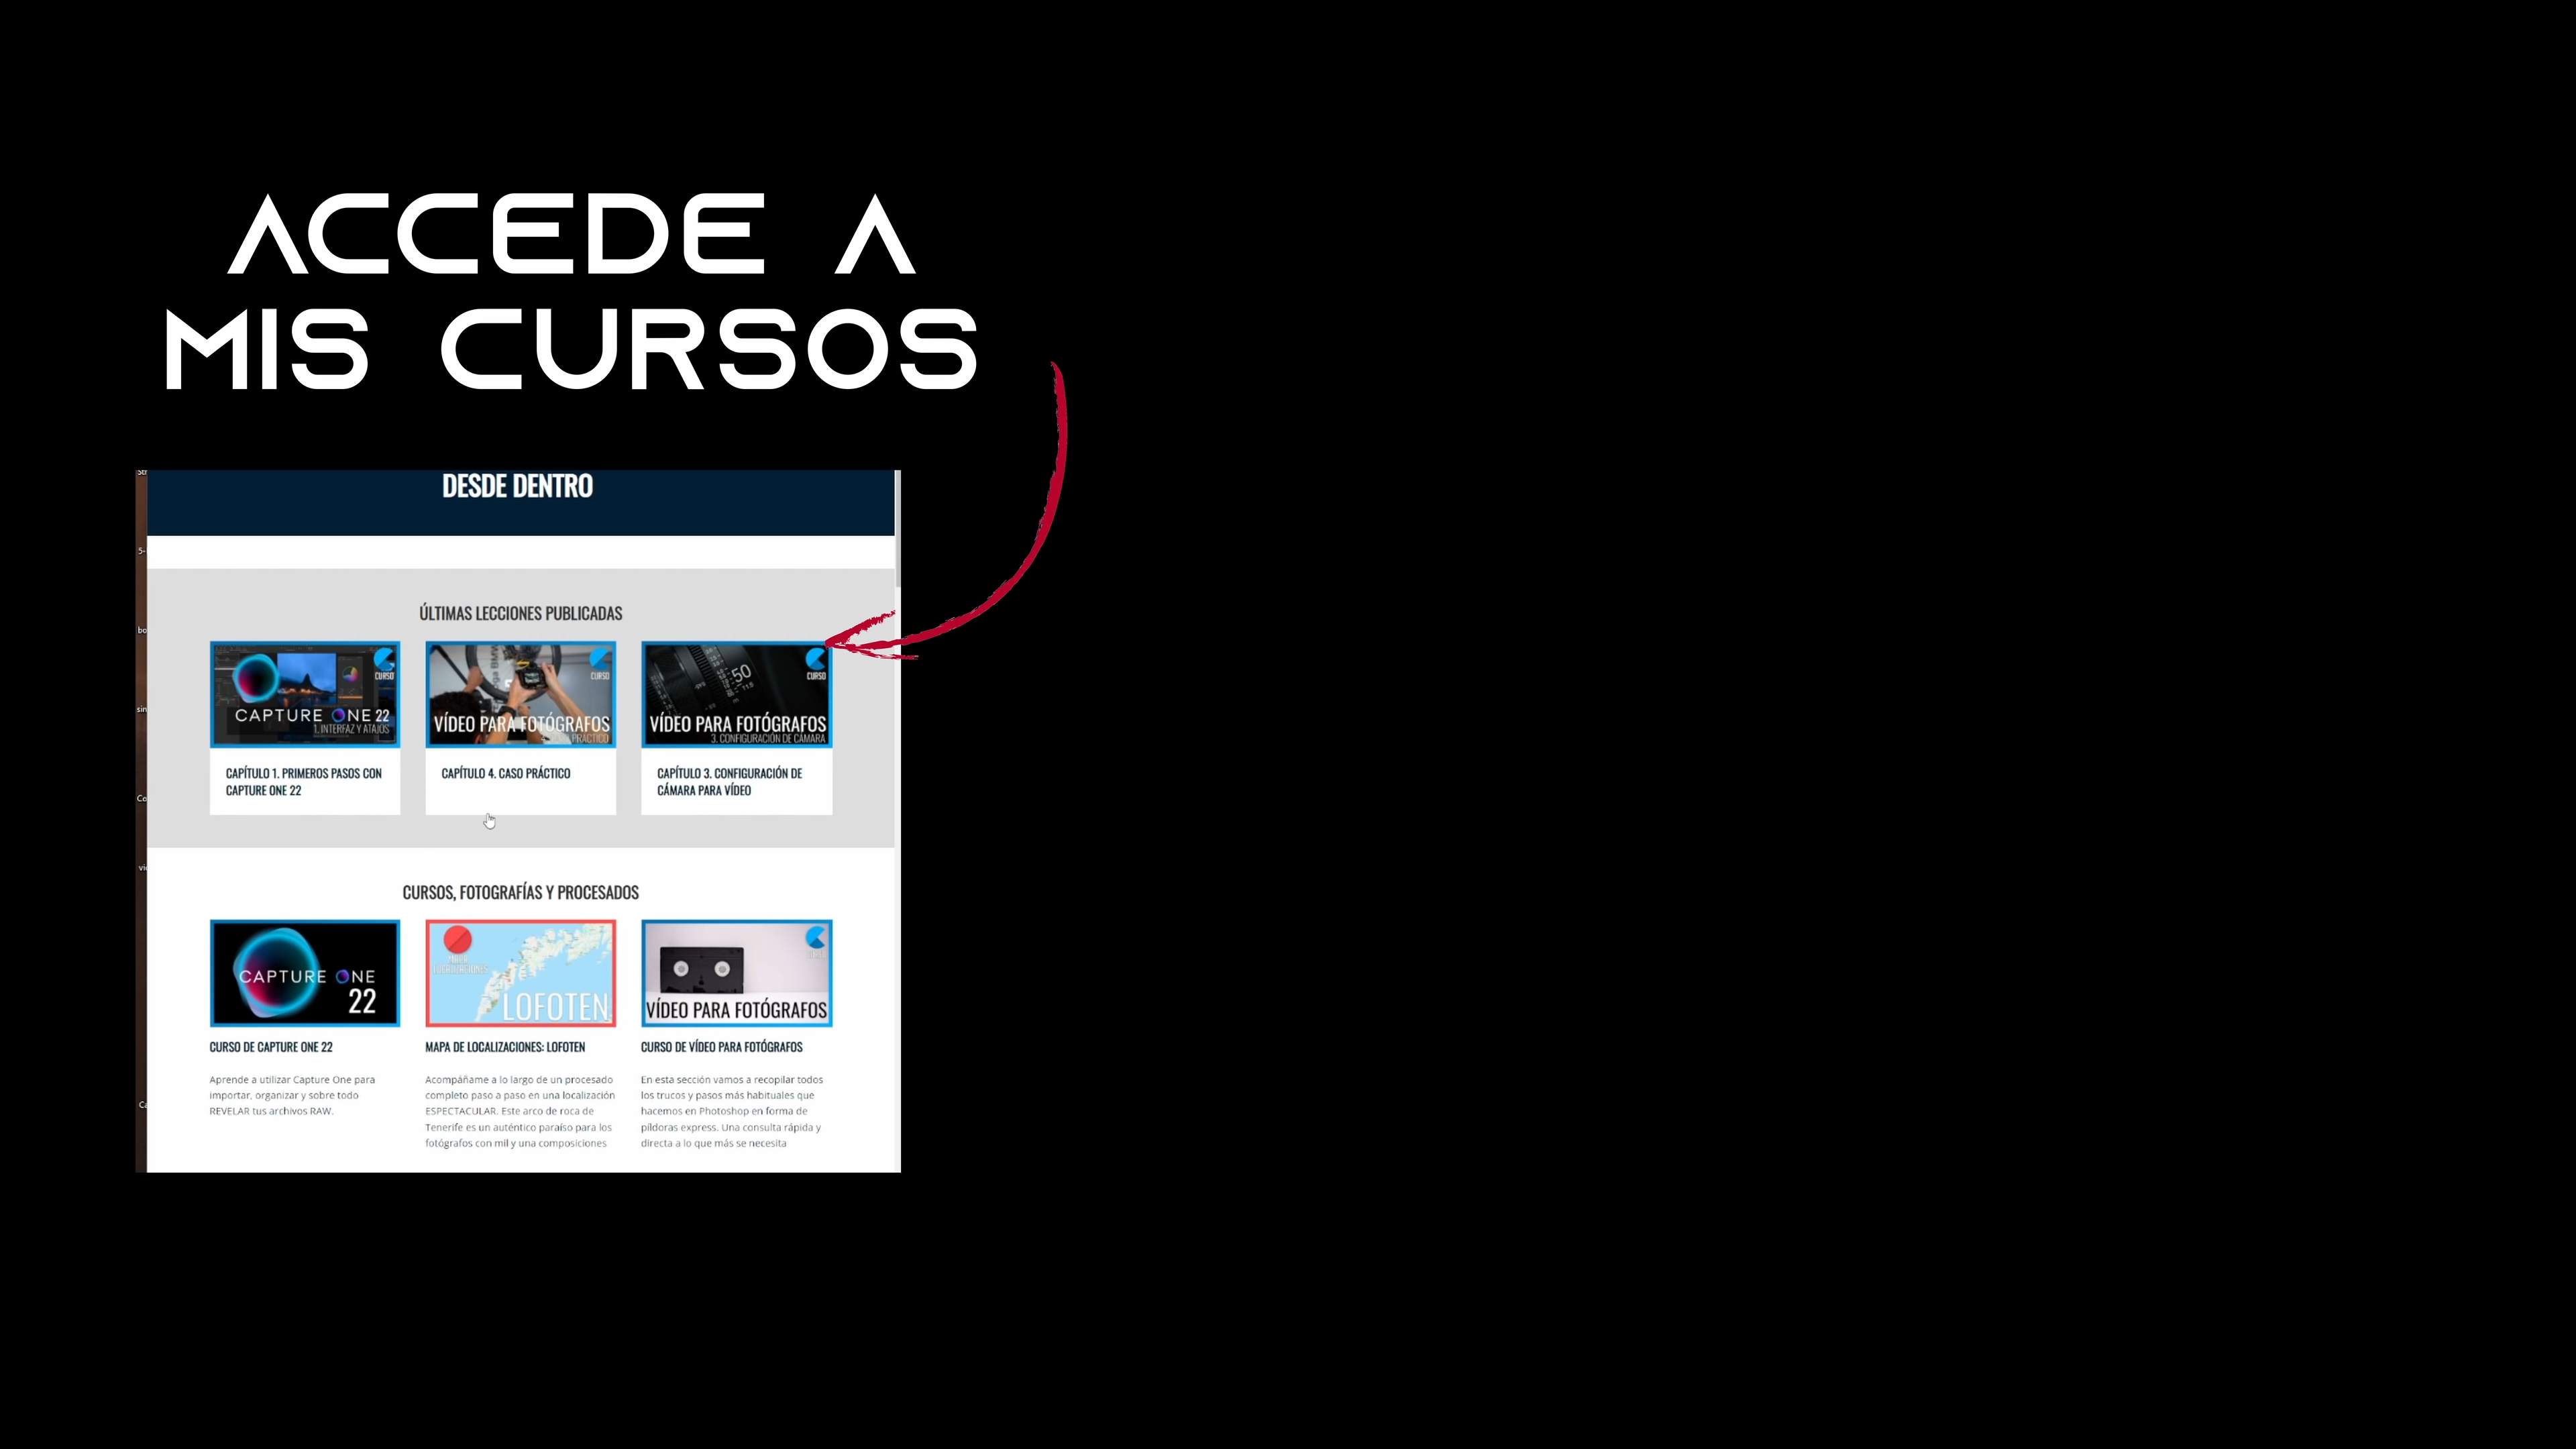 ACCEDE A
MIS CURSOS
DESDE DENTRO
ÚLTIMAS LECCIONES PUBLICADAS
CURSO
CAPTURE ONE 22
1. INTERFAZ Y ATAJOS
CURSO
VÍDEO PARA FOTÓGRAFOS
PRÁCTICO
50
CURSO
VÍDEO PARA FOTÓGRAFOS
3. CONFIGURACIÓN DE CÁMARA
CAPÍTULO 1. PRIMEROS PASOS CON
CAPTURE ONE 22
CAPÍTULO 4. CASO PRÁCTICO
CAPÍTULO 3. CONFIGURACIÓN DE
CÁMARA PARA VÍDEO
CURSOS, FOTOGRAFÍAS Y PROCESADOS
CAPTURE ONE
22
LOFOTEN
VÍDEO PARA FOTÓGRAFOS
CURSO DE CAPTURE ONE 22
Aprende a utilizar Capture One para
importar, organizar y sobre todo
REVELAR tus archivos RAW.
MAPA DE LOCALIZACIONES: LOFOTEN
Acompáñame a lo largo de un procesado
completo paso a paso en una localización
ESPECTACULAR. Este arco de roca de
Tenerife es un auténtico paraíso para los
fotógrafos con mil y una composiciones
CURSO DE VÍDEO PARA FOTÓGRAFOS
En esta sección vamos a recopilar todos
los trucos y pasos más habituales que
hacemos en Photoshop en forma de
píldoras express. Una consulta rápida y
directa a lo que más se necesita